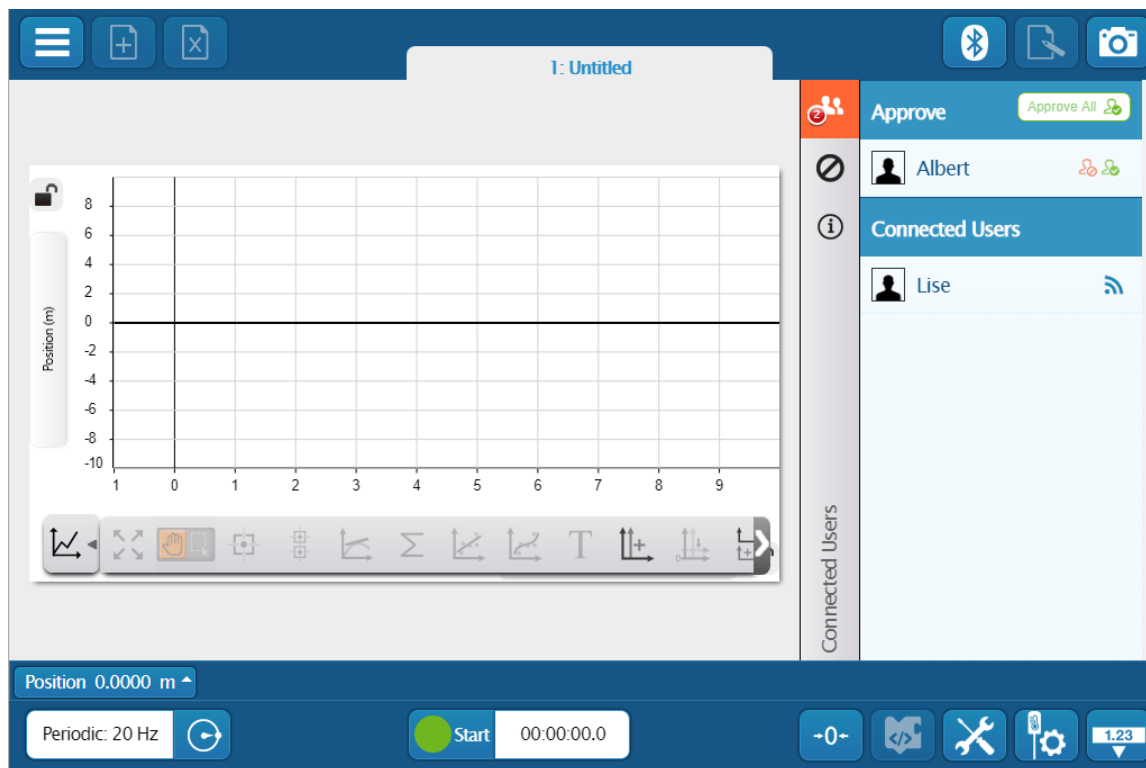 1: Untitled
2
Approve
Approve All
Albert
Connected Users
Lise
Connected Users
Position (m)
8
6
4
2
0
-2
-4
-6
-8
-10
1 0 1 2 3 4 5 6 7 8 9
Σ
T
Position 0.0000 m
Periodic: 20 Hz
Start
00:00:00.0
→0←
</>
1.23